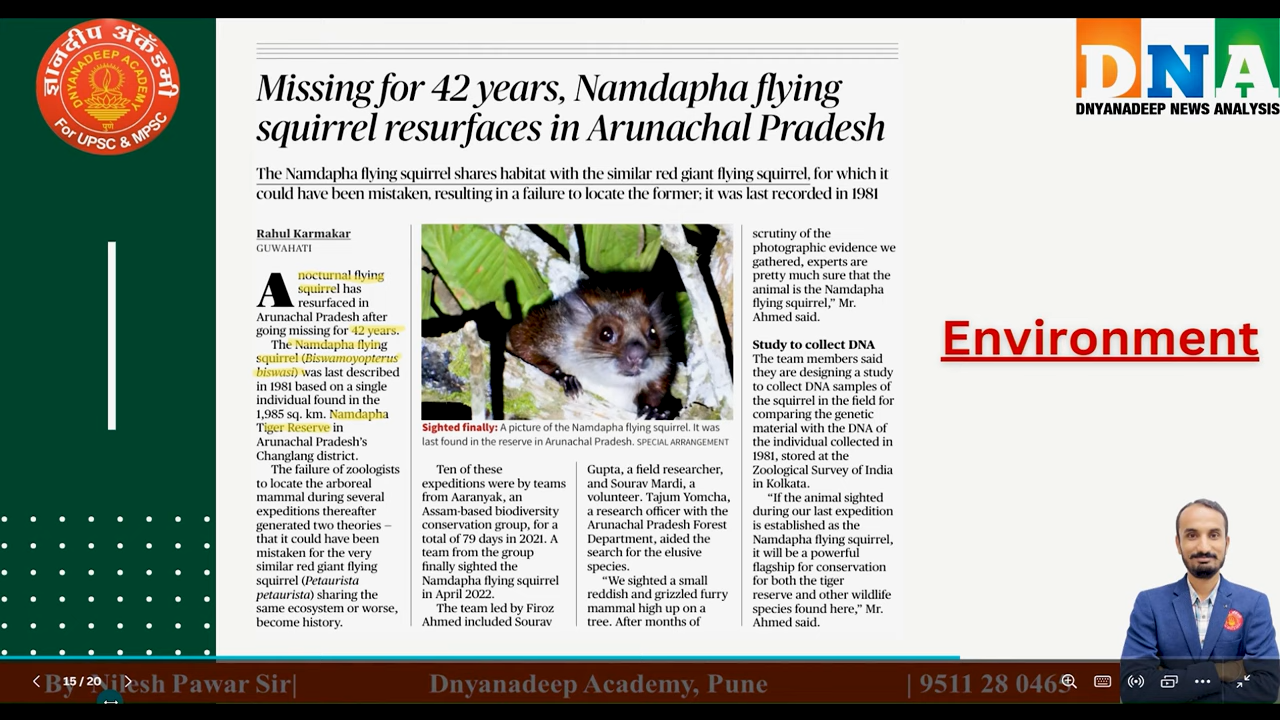 ज्ञानदीप अ‍ॅकॅडमी
DNYANADEEP ACADEMY
पुणे
For UPSC & MPSC
DNA
DNYANADEEP NEWS ANALYSIS
Missing for 42 years, Namdapha flying
squirrel resurfaces in Arunachal Pradesh
The Namdapha flying squirrel shares habitat with the similar red giant flying squirrel, for which it
could have been mistaken, resulting in a failure to locate the former; it was last recorded in 1981
Rahul Karmakar
GUWAHATI
A nocturnal flying
squirrel has
resurfaced in
Arunachal Pradesh after
going missing for 42 years.
The Namdapha flying
squirrel (Biswamoyopterus
biswasi) was last described
in 1981 based on a single
individual found in the
1,985 sq. km. Namdapha
Tiger Reserve in
Arunachal Pradesh's
Changlang district.
The failure of zoologists
to locate the arboreal
mammal during several
expeditions thereafter
generated two theories –
that it could have been
mistaken for the very
similar red giant flying
squirrel (Petaurista
petaurista) sharing the
same ecosystem or worse,
become history.
Sighted finally: A picture of the Namdapha flying squirrel. It was
last found in the reserve in Arunachal Pradesh. SPECIAL ARRANGEMENT
Ten of these
expeditions were by teams
from Aaranyak, an
Assam-based biodiversity
conservation group, for a
total of 79 days in 2021. A
team from the group
finally sighted the
Namdapha flying squirrel
in April 2022.
The team led by Firoz
Ahmed included Sourav
Gupta, a field researcher,
and Sourav Mardi, a
volunteer. Tajum Yomcha,
a research officer with the
Arunachal Pradesh Forest
Department, aided the
search for the elusive
species.
“We sighted a small
reddish and grizzled furry
mammal high up on a
tree. After months of
scrutiny of the
photographic evidence we
gathered, experts are
pretty much sure that the
animal is the Namdapha
flying squirrel,” Mr.
Ahmed said.
Study to collect DNA
The team members said
they are designing a study
to collect DNA samples of
the squirrel in the field for
comparing the genetic
material with the DNA of
the individual collected in
1981, stored at the
Zoological Survey of India
in Kolkata.
“If the animal sighted
during our last expedition
is established as the
Namdapha flying squirrel,
it will be a powerful
flagship for conservation
for both the tiger
reserve and other wildlife
species found here,” Mr.
Ahmed said.
Environment
15 / 20
By Nilesh Pawar Sir| Dnyanadeep Academy, Pune | 9511 28 0463